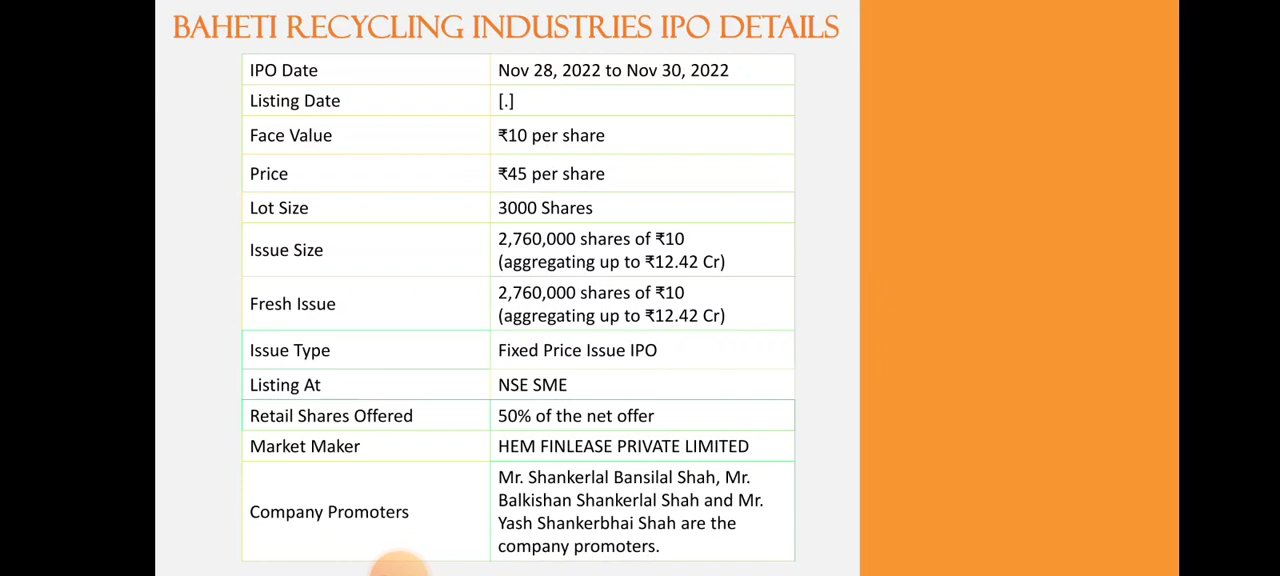 BAHETI RECYCLING INDUSTRIES IPO DETAILS
IPO Date Nov 28, 2022 to Nov 30, 2022
Listing Date [.]
Face Value ₹10 per share
Price ₹45 per share
Lot Size 3000 Shares
Issue Size 2,760,000 shares of ₹10
(aggregating up to ₹12.42 Cr)
Fresh Issue 2,760,000 shares of ₹10
(aggregating up to ₹12.42 Cr)
Issue Type Fixed Price Issue IPO
Listing At NSE SME
Retail Shares Offered 50% of the net offer
Market Maker HEM FINLEASE PRIVATE LIMITED
Company Promoters Mr. Shankerlal Bansilal Shah, Mr.
Balkishan Shankerlal Shah and Mr.
Yash Shankerbhai Shah are the
company promoters.